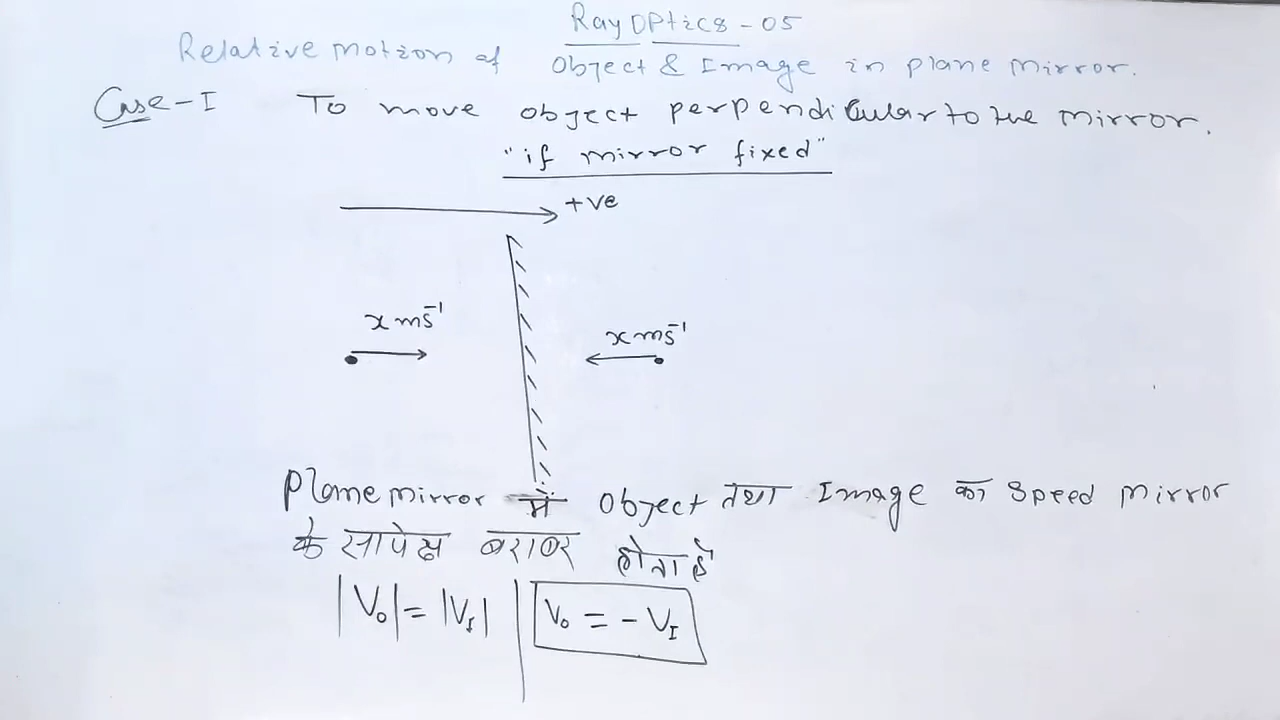 Ray Optics - 05
Relative motion of Object & Image in plane mirror.
Case-I To move object perpendicular to the mirror.
"if mirror fixed"
+ve
x ms⁻¹
x ms⁻¹
Plane mirror में Object तथा Image का Speed mirror
के सापेक्ष बराबर होता है
|V₀| = |V_I| | V₀ = - V_I